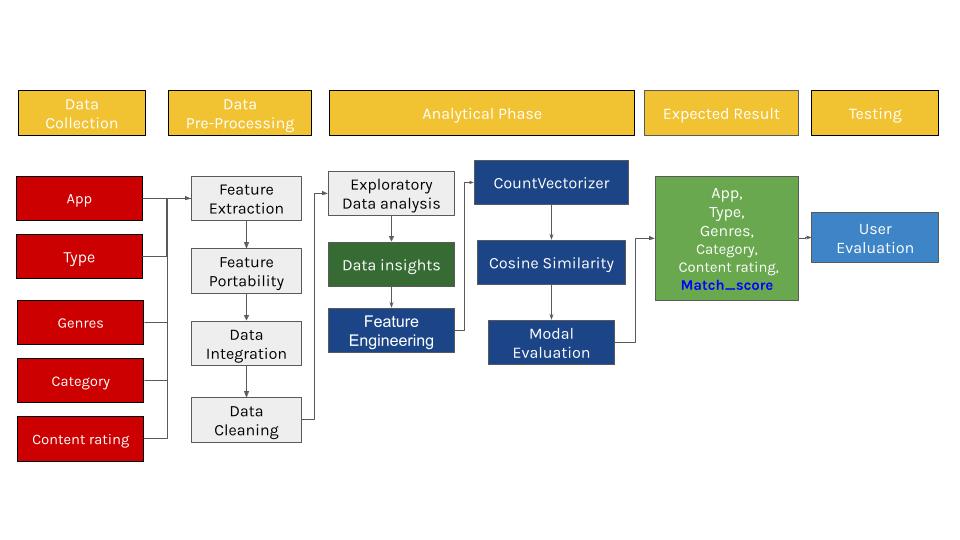 Data
Collection
Data
Pre-Processing
Analytical Phase
Expected Result
Testing
App
Type
Genres
Category
Content rating
Feature
Extraction
Feature
Portability
Data
Integration
Data
Cleaning
Exploratory
Data analysis
Data insights
Feature
Engineering
CountVectorizer
Cosine Similarity
Modal
Evaluation
App,
Type,
Genres,
Category,
Content rating,
Match_score
User
Evaluation